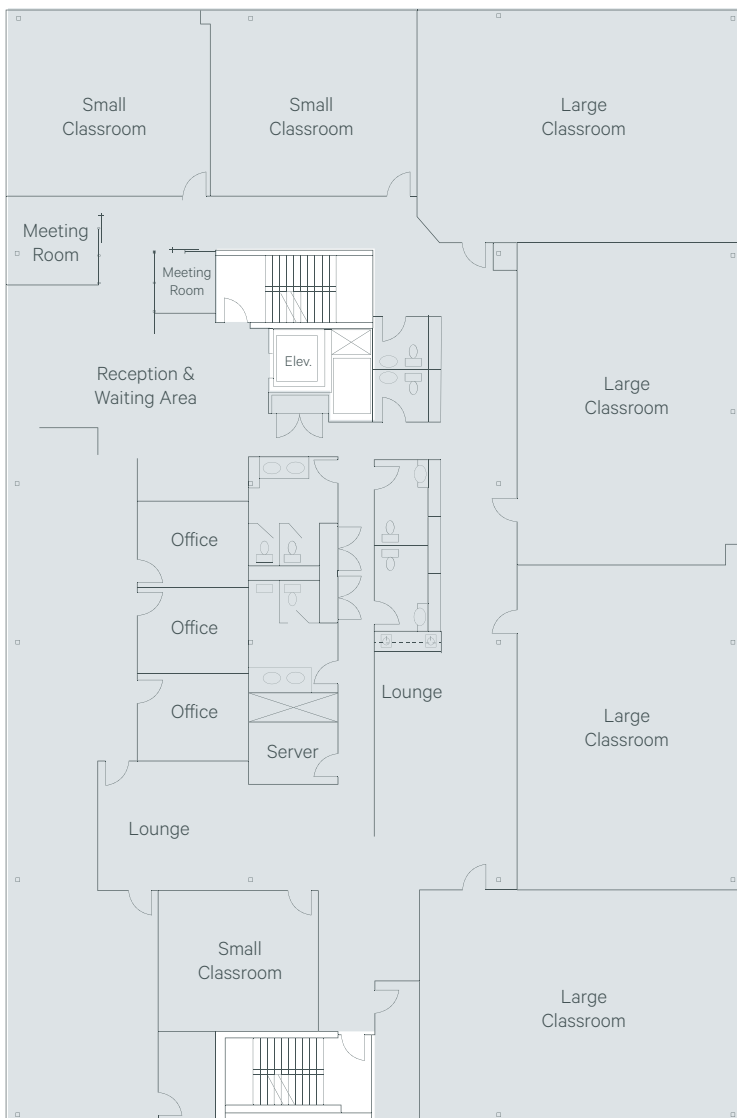 Small
Classroom
Small
Classroom
Large
Classroom
Meeting
Room
Meeting
Room
Elev.
Reception &
Waiting Area
Large
Classroom
Office
Office
Office
Lounge
Large
Classroom
Server
Lounge
Small
Classroom
Large
Classroom